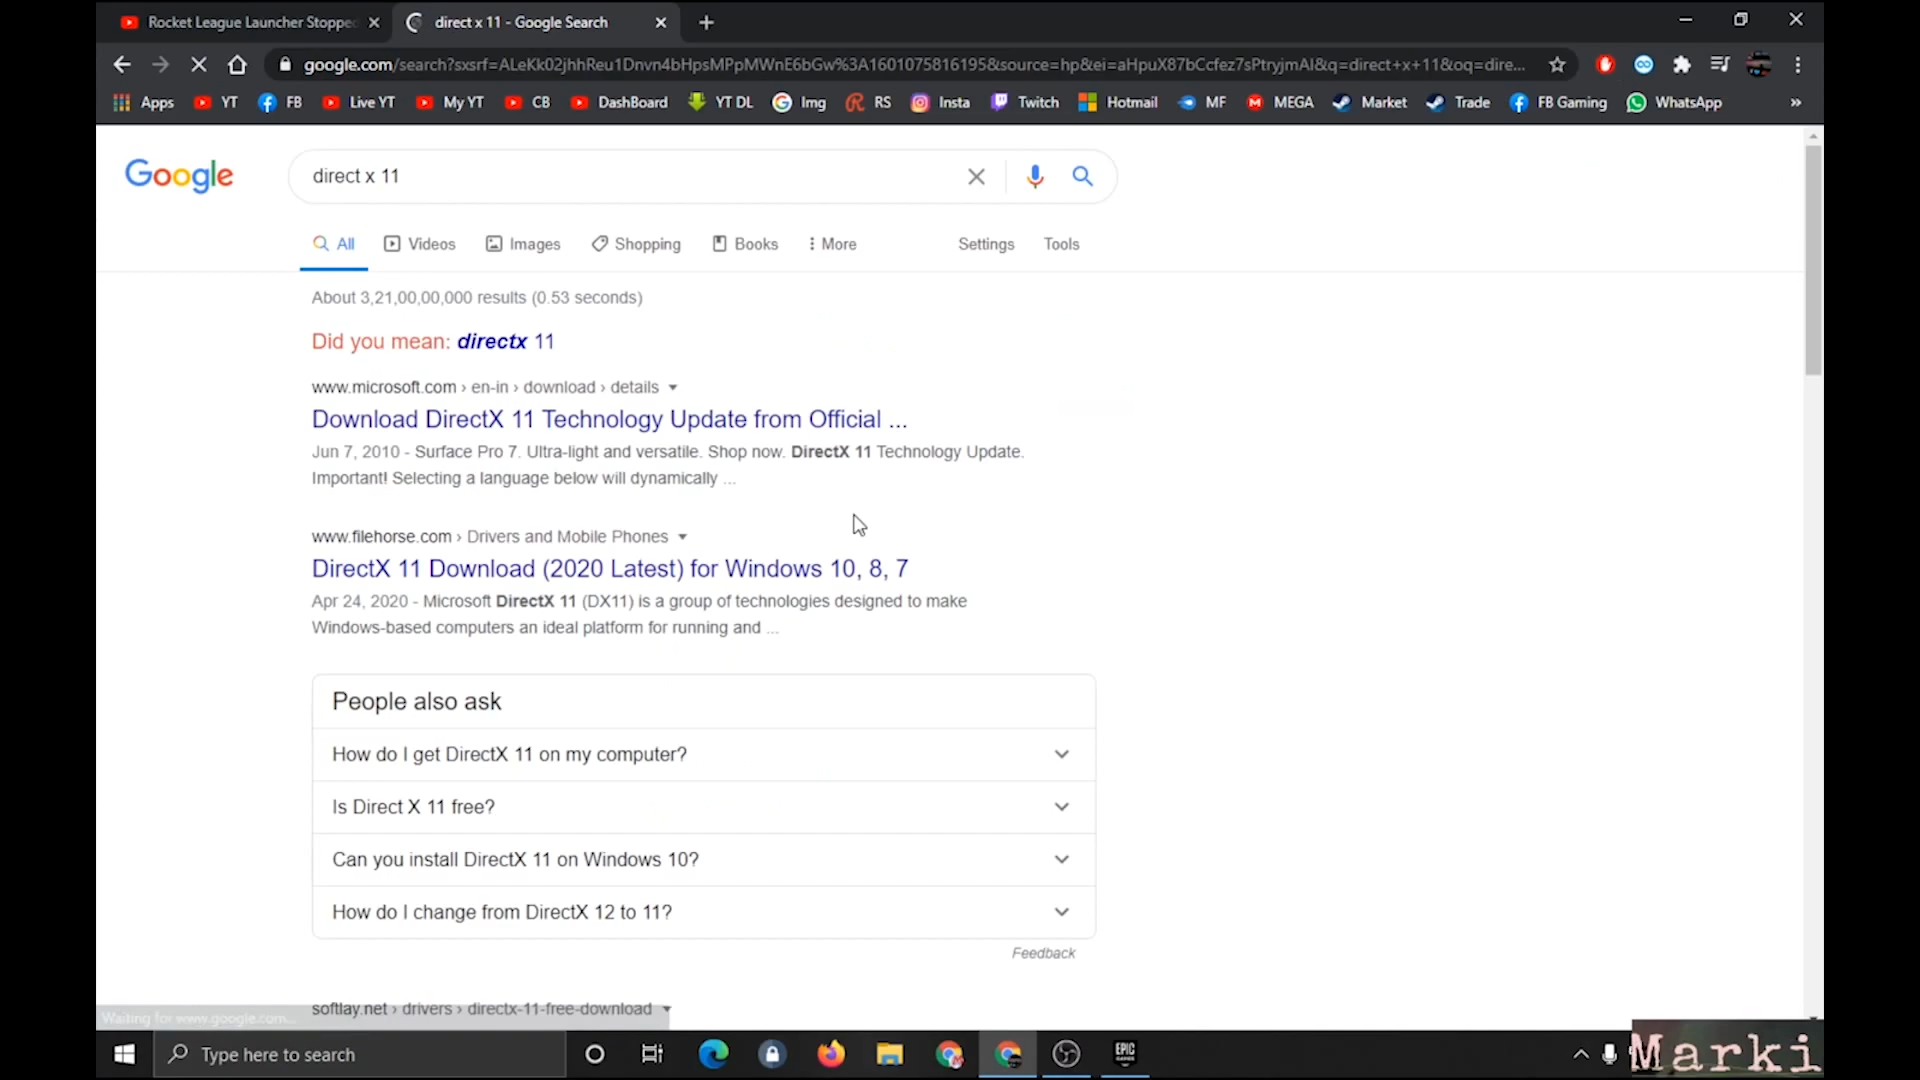 Rocket League Launcher Stopped
direct x 11 - Google Search
google.com/search?sxsrf=ALeKk02jhhReu1Dnvn4bHpsMPpMWnE6bGw%3A1601075816195&source=hp&ei=aHpuX87bCcfez7sPtryjmAI&q=direct+x+11&oq=dire...
Apps YT FB Live YT My YT CB DashBoard YT DL Img RS Insta Twitch Hotmail MF MEGA Market Trade FB Gaming WhatsApp »
Google
direct x 11
All Videos Images Shopping Books More Settings Tools
About 3,21,00,00,000 results (0.53 seconds)
Did you mean: directx 11
www.microsoft.com › en-in › download › details
Download DirectX 11 Technology Update from Official ...
Jun 7, 2010 - Surface Pro 7. Ultra-light and versatile. Shop now. DirectX 11 Technology Update.
Important! Selecting a language below will dynamically ...
www.filehorse.com › Drivers and Mobile Phones
DirectX 11 Download (2020 Latest) for Windows 10, 8, 7
Apr 24, 2020 - Microsoft DirectX 11 (DX11) is a group of technologies designed to make
Windows-based computers an ideal platform for running and ...
People also ask
How do I get DirectX 11 on my computer?
Is Direct X 11 free?
Can you install DirectX 11 on Windows 10?
How do I change from DirectX 12 to 11?
Feedback
softlay.net › drivers › directx-11-free-download
Waiting for www.google.com...
Type here to search
EPIC GAMES
Marki